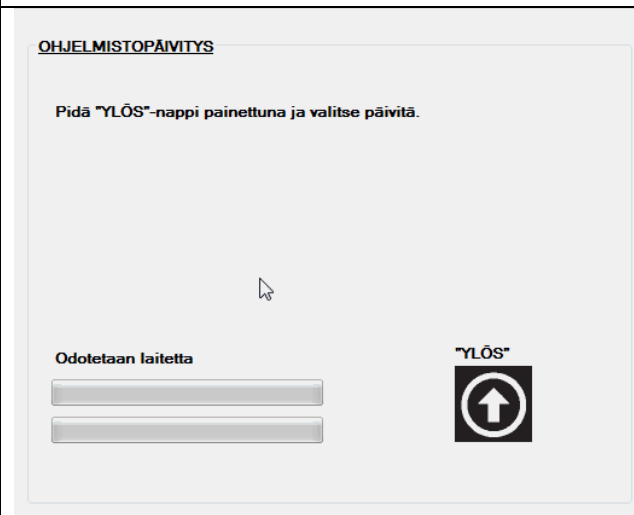 OHJELMISTOPÄIVITYS
Pidä "YLÖS"-nappi painettuna ja valitse päivitä.
Odotetaan laitetta
"YLÖS"